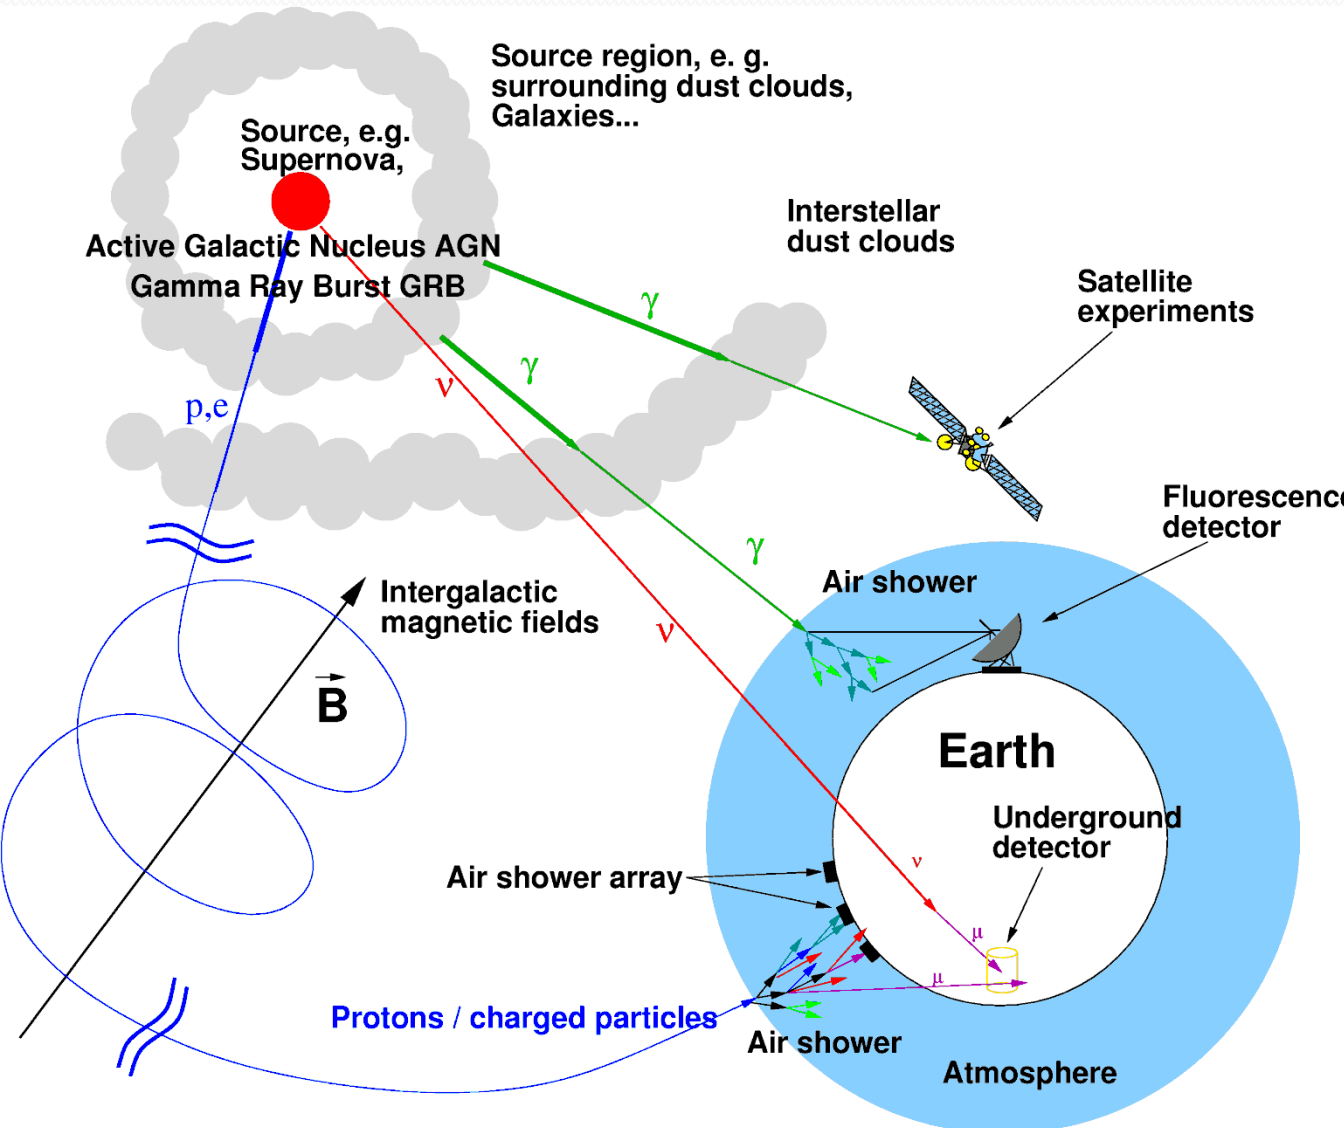 Source region, e. g.
surrounding dust clouds,
Galaxies...
Source, e.g.
Supernova,
Active Galactic Nucleus AGN
Gamma Ray Burst GRB
Interstellar
dust clouds
Satellite
experiments
γ
γ
ν
p,e
Fluorescence
detector
γ
Air shower
Intergalactic
magnetic fields
ν
B
Earth
Underground
detector
ν
Air shower array
μ
μ
Protons / charged particles
Air shower
Atmosphere